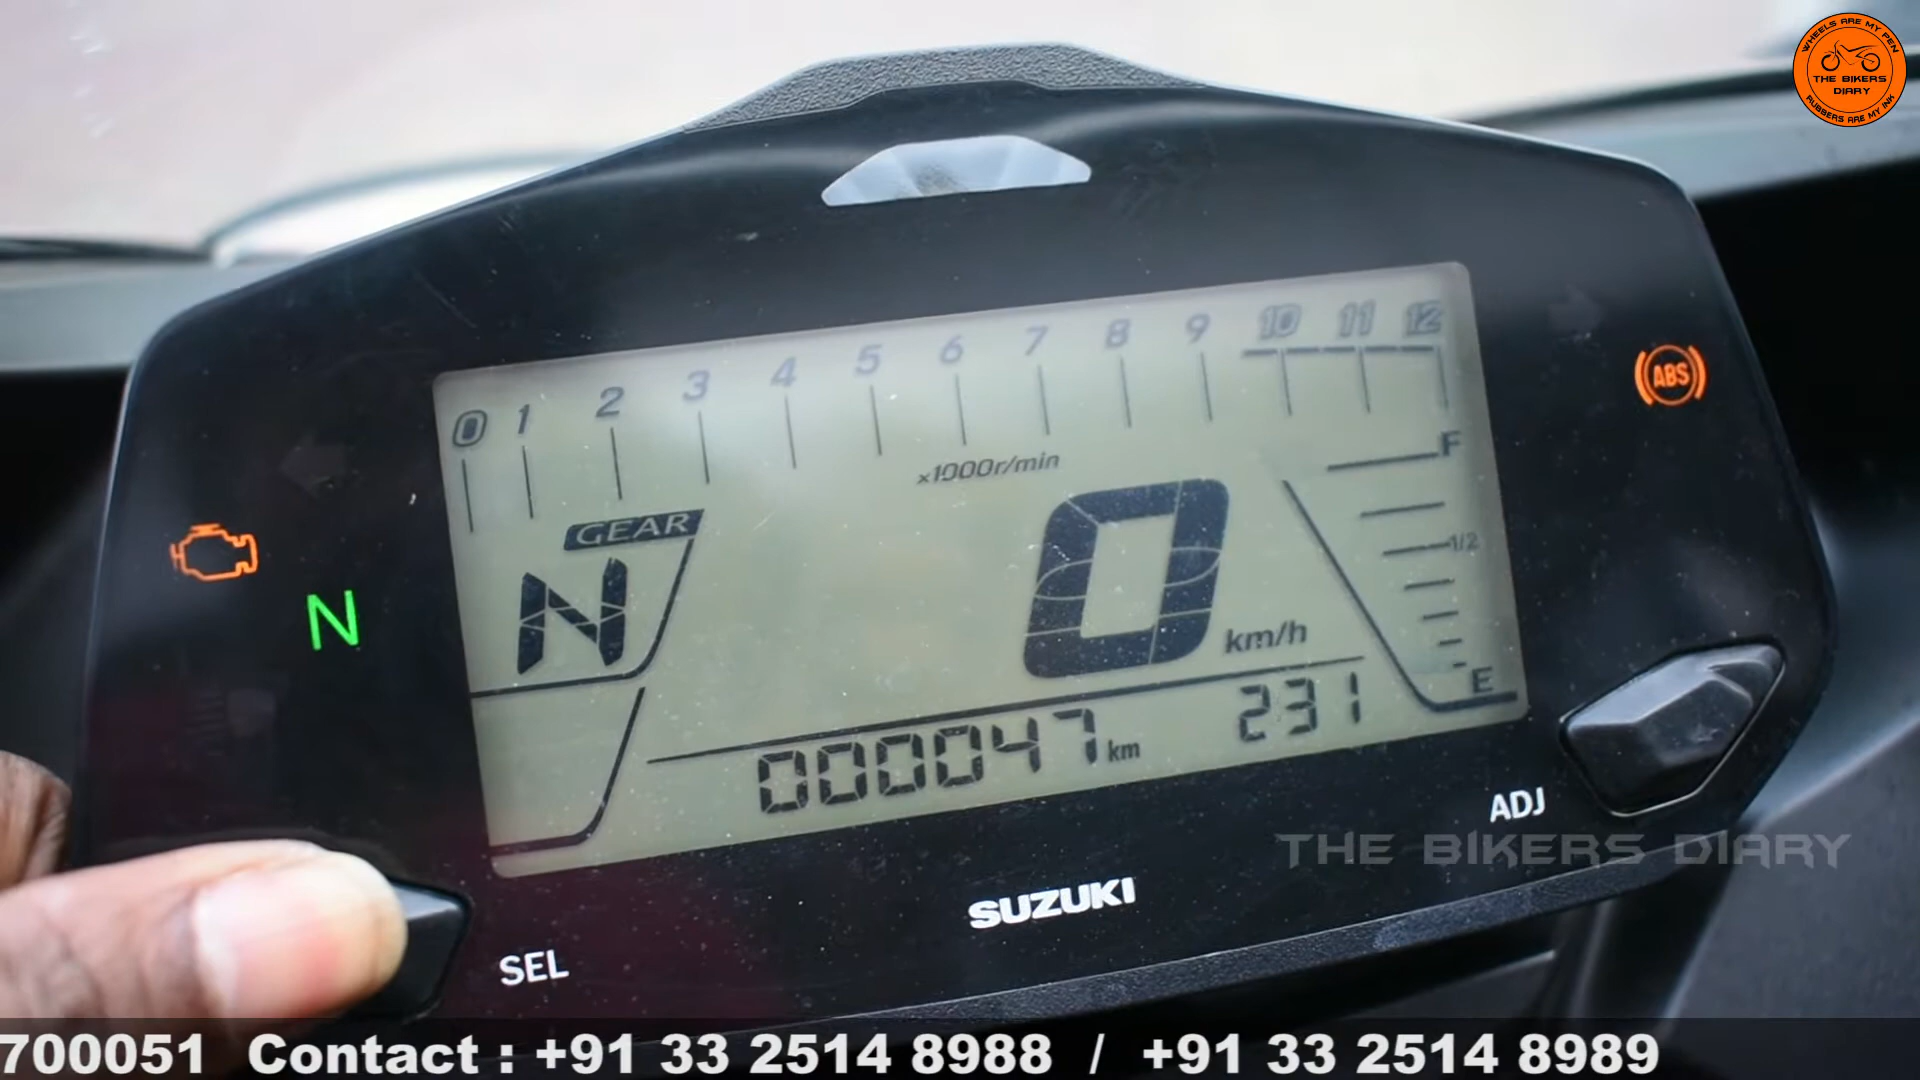 WHEELS ARE MY PEN
THE BIKERS
DIARY
RUBBERS ARE MY INK
0 1 2 3 4 5 6 7 8 9 10 11 12
x1000r/min
ABS
F
GEAR
N
N
0
km/h
1/2
E
000047 km
231
ADJ
THE BIKERS DIARY
SUZUKI
SEL
700051 Contact : +91 33 2514 8988 / +91 33 2514 8989